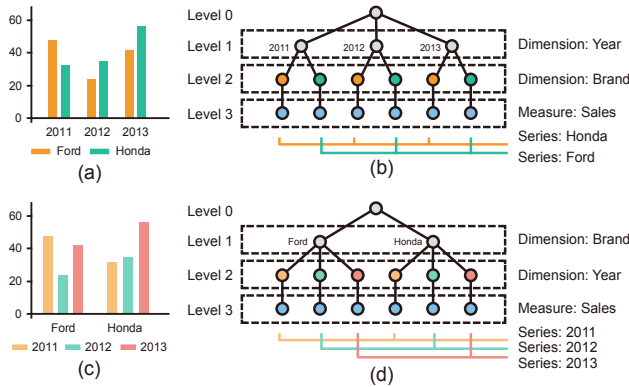 60
40
20
0
2011 2012 2013
Ford Honda
(a)
Level 0
Level 1
Level 2
Level 3
2011 2012 2013
Dimension: Year
Dimension: Brand
Measure: Sales
Series: Honda
Series: Ford
(b)
60
40
20
0
Ford Honda
2011 2012 2013
(c)
Level 0
Level 1
Level 2
Level 3
Ford Honda
Dimension: Brand
Dimension: Year
Measure: Sales
Series: 2011
Series: 2012
Series: 2013
(d)